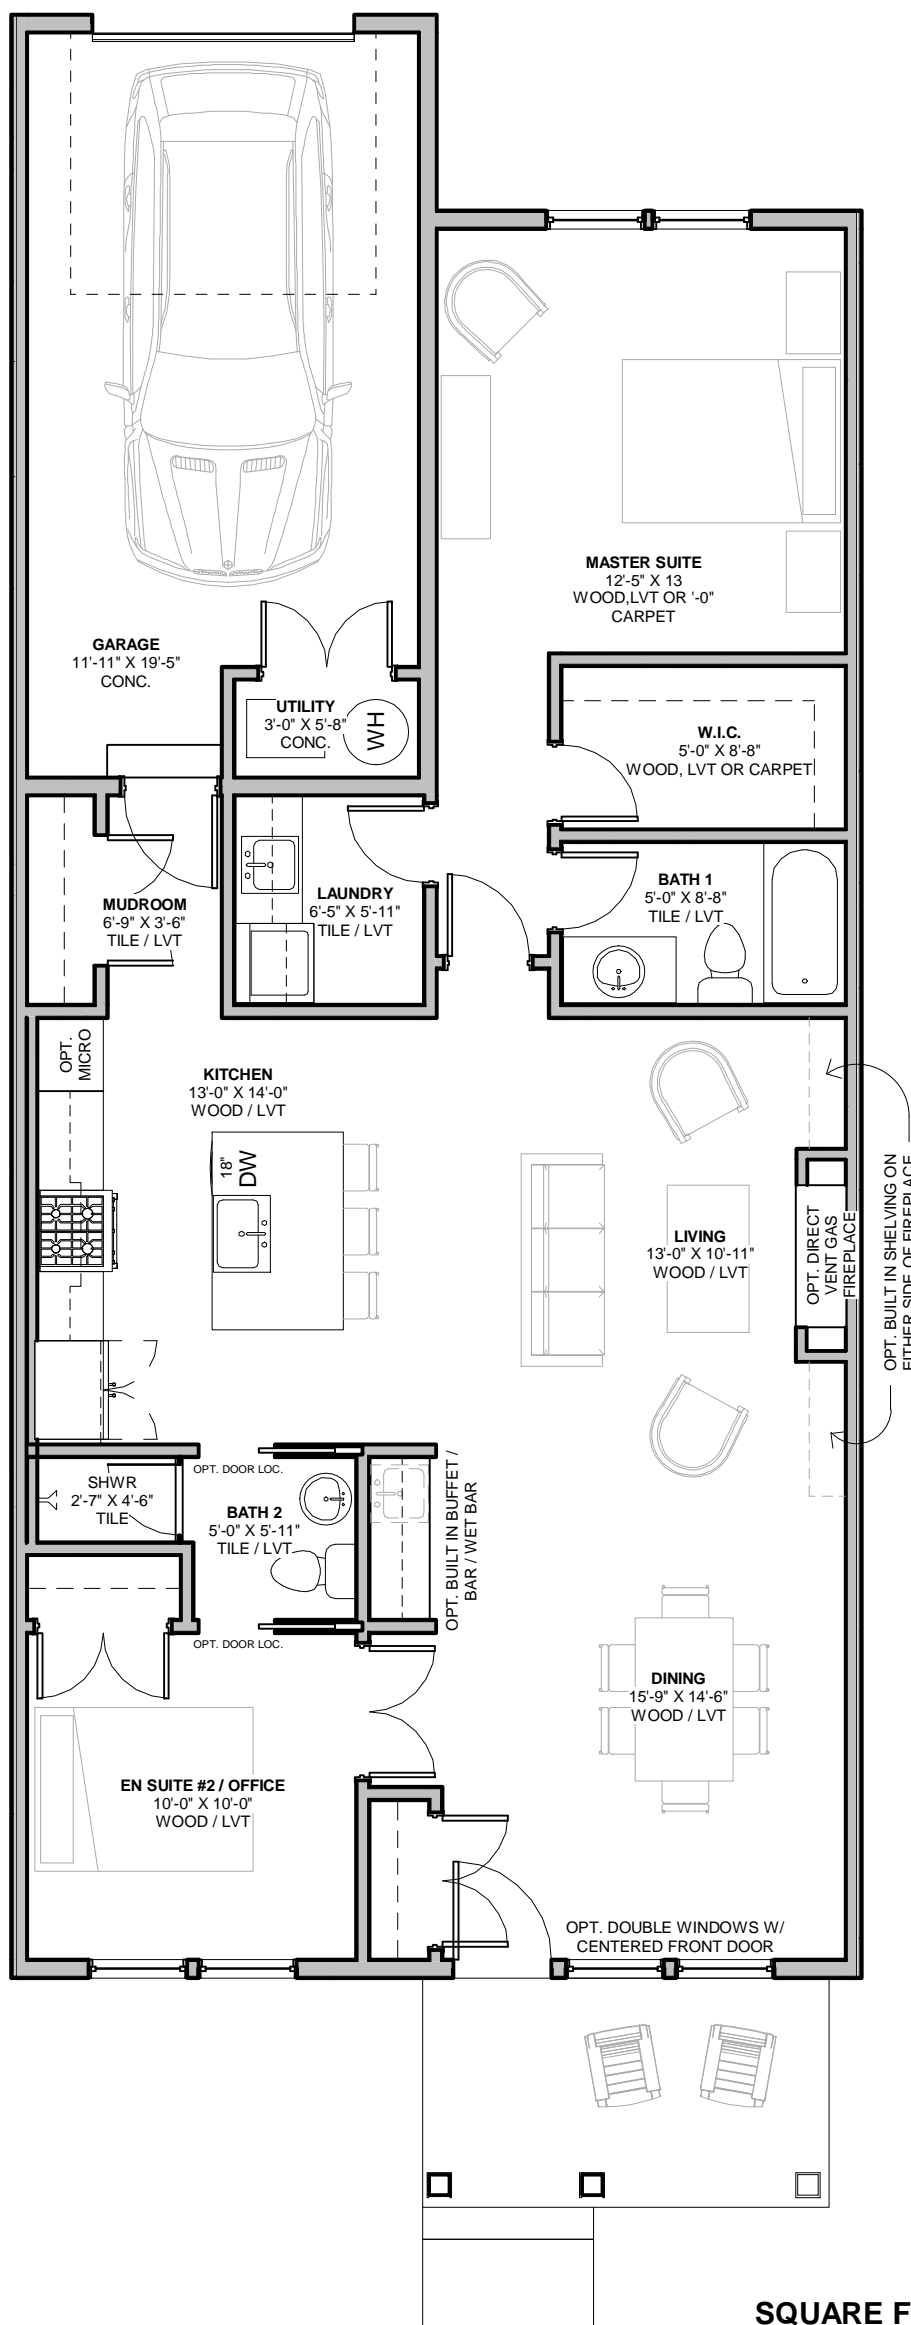 MASTER SUITE
12'-5" X 13
WOOD,LVT OR '-0"
CARPET
GARAGE
11'-11" X 19'-5"
CONC.
UTILITY
3'-0" X 5'-8"
CONC.
WH
W.I.C.
5'-0" X 8'-8"
WOOD, LVT OR CARPET
MUDROOM
6'-9" X 3'-6"
TILE / LVT
LAUNDRY
6'-5" X 5'-11"
TILE / LVT
BATH 1
5'-0" X 8'-8"
TILE / LVT
OPT.
MICRO
KITCHEN
13'-0" X 14'-0"
WOOD / LVT
18"
DW
LIVING
13'-0" X 10'-11"
WOOD / LVT
OPT. DIRECT
VENT GAS
FIREPLACE
OPT. BUILT IN SHELVING ON
EITHER SIDE OF FIREPLACE
OPT. DOOR LOC.
SHWR
2'-7" X 4'-6"
TILE
BATH 2
5'-0" X 5'-11"
TILE / LVT
OPT. BUILT IN BUFFET /
BAR / WET BAR
OPT. DOOR LOC.
DINING
15'-9" X 14'-6"
WOOD / LVT
EN SUITE #2 / OFFICE
10'-0" X 10'-0"
WOOD / LVT
OPT. DOUBLE WINDOWS W/
CENTERED FRONT DOOR
SQUARE F